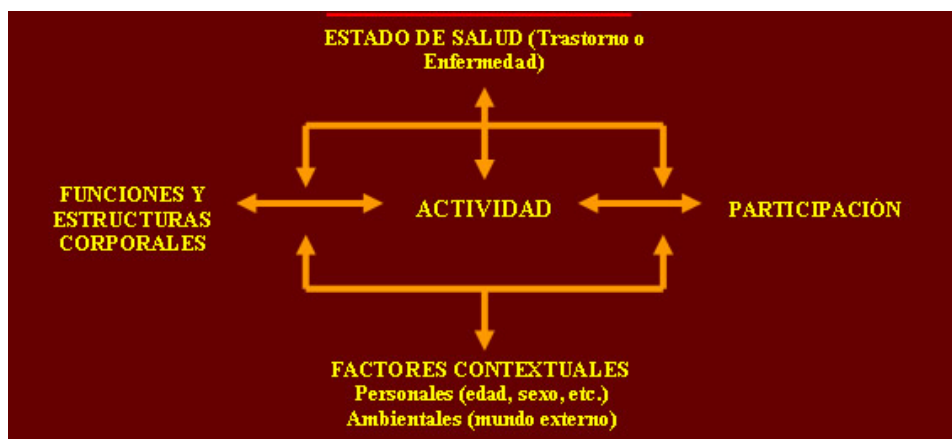 ESTADO DE SALUD (Trastorno o
Enfermedad)
FUNCIONES Y
ESTRUCTURAS
CORPORALES
ACTIVIDAD
PARTICIPACIÓN
FACTORES CONTEXTUALES
Personales (edad, sexo, etc.)
Ambientales (mundo externo)